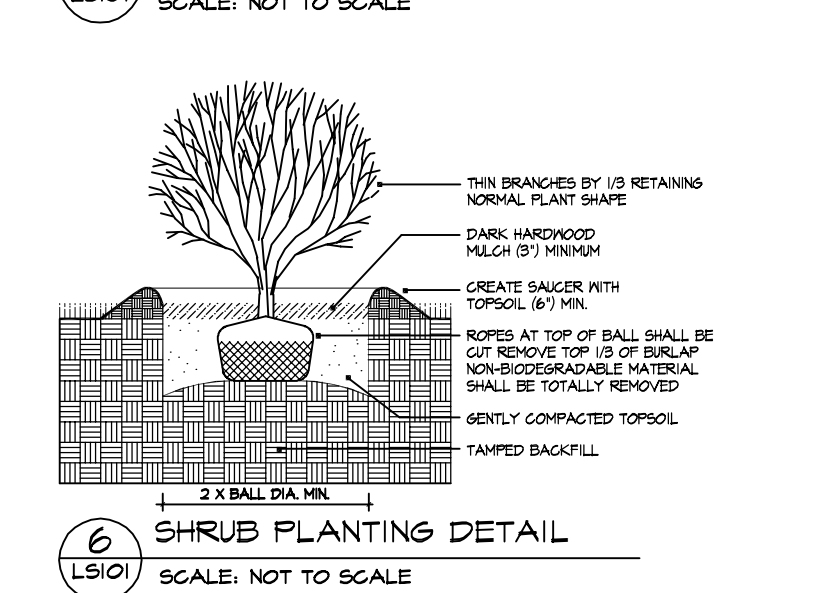 LS101
SCALE: NOT TO SCALE
THIN BRANCHES BY 1/3 RETAINING
NORMAL PLANT SHAPE
DARK HARDWOOD
MULCH (3") MINIMUM
CREATE SAUCER WITH
TOPSOIL (6") MIN.
ROPES AT TOP OF BALL SHALL BE
CUT REMOVE TOP 1/3 OF BURLAP
NON-BIODEGRADABLE MATERIAL
SHALL BE TOTALLY REMOVED
GENTLY COMPACTED TOPSOIL
TAMPED BACKFILL
2 X BALL DIA. MIN.
6
SHRUB PLANTING DETAIL
LS101
SCALE: NOT TO SCALE